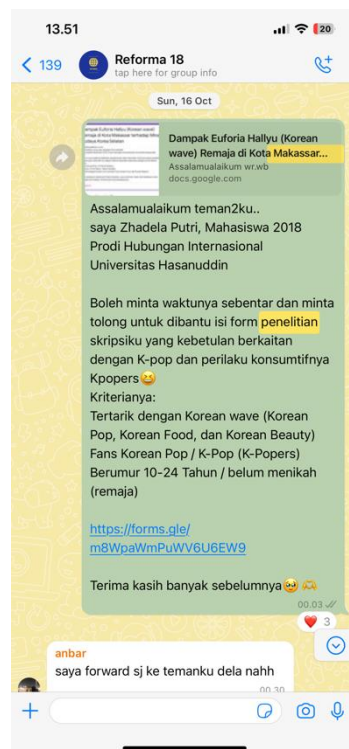 13.51
20
139
Reforma 18
tap here for group info
Sun, 16 Oct
Dampak Euforia Hallyu (Korean
wave) Remaja di Kota Makassar...
Assalamualaikum wr.wb
docs.google.com
Assalamualaikum teman2ku..
saya Zhadela Putri, Mahasiswa 2018
Prodi Hubungan Internasional
Universitas Hasanuddin
Boleh minta waktunya sebentar dan minta
tolong untuk dibantu isi form penelitian
skripsiku yang kebetulan berkaitan
dengan K-pop dan perilaku konsumtifnya
Kpopers😆
Kriterianya:
Tertarik dengan Korean wave (Korean
Pop, Korean Food, dan Korean Beauty)
Fans Korean Pop / K-Pop (K-Popers)
Berumur 10-24 Tahun / belum menikah
(remaja)
https://forms.gle/
m8WpaWmPuWV6U6EW9
Terima kasih banyak sebelumnya🥹🫶
00.03
❤️ 3
anbar
saya forward sj ke temanku dela nahh
00.30